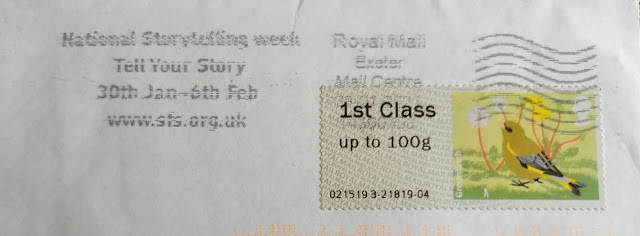 National Storytelling week
Tell Your Story
30th Jan-6th Feb
www.sfs.org.uk
Royal Mail
Exeter
Mail Centre
1st Class
up to 100g
021519 3-21819-04